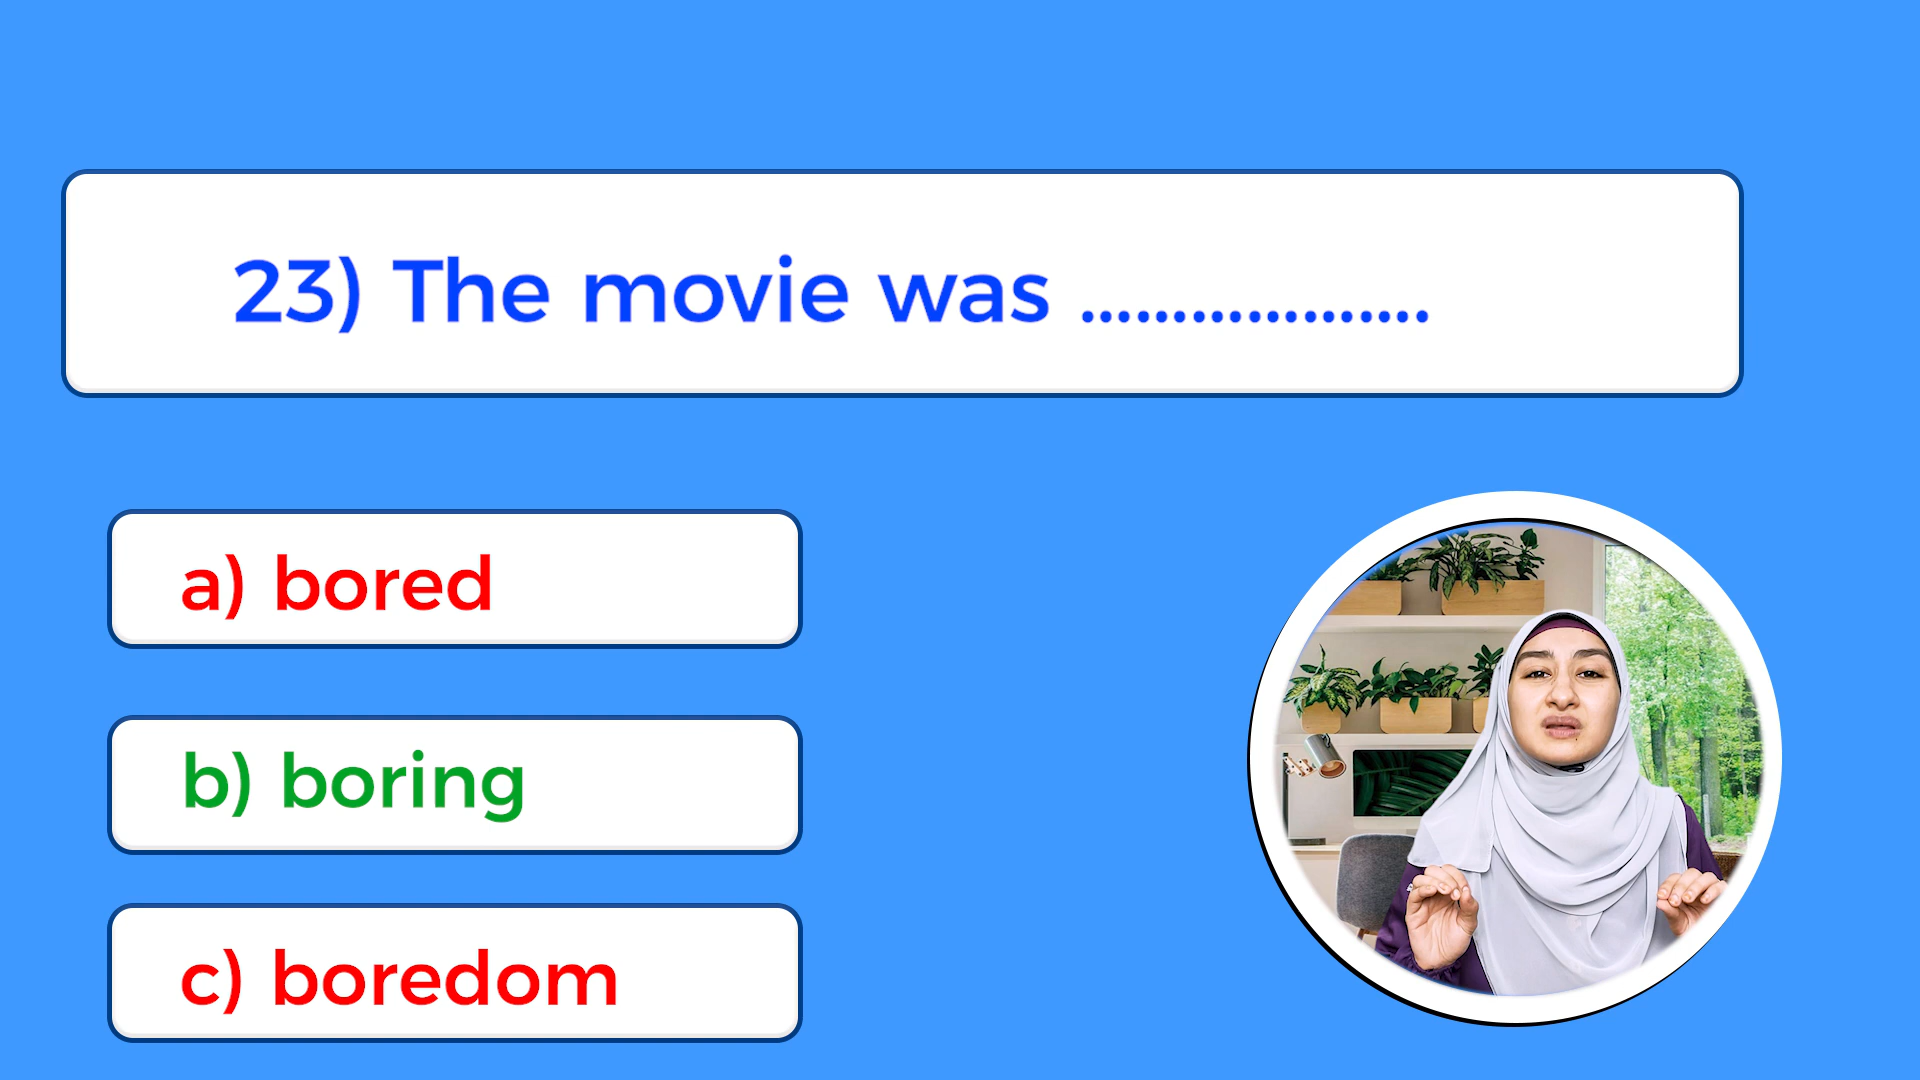 23) The movie was ...................
a) bored
b) boring
c) boredom